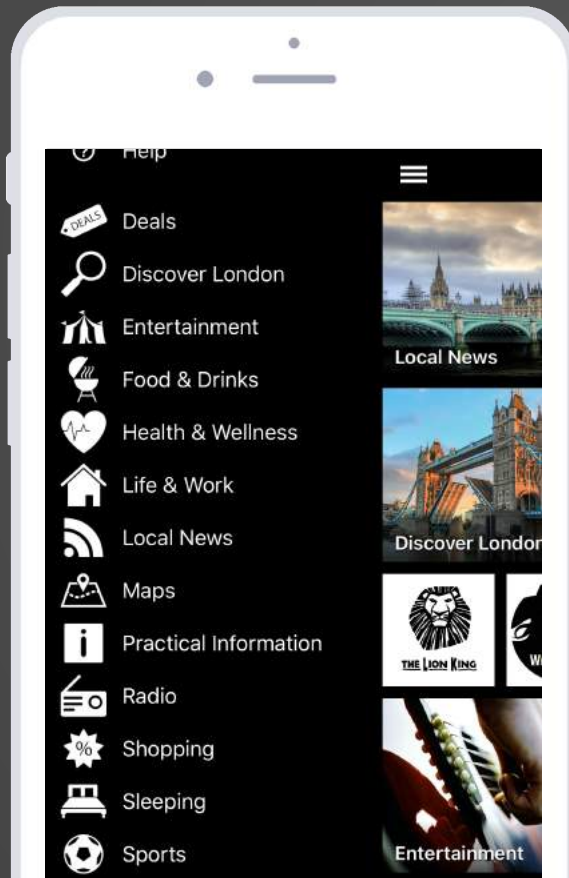 Help
DEALS
Deals
Discover London
Entertainment
Food & Drinks
Health & Wellness
Life & Work
Local News
Maps
Practical Information
Radio
%
Shopping
Sleeping
Sports
Local News
Discover London
THE LION KING
Entertainment